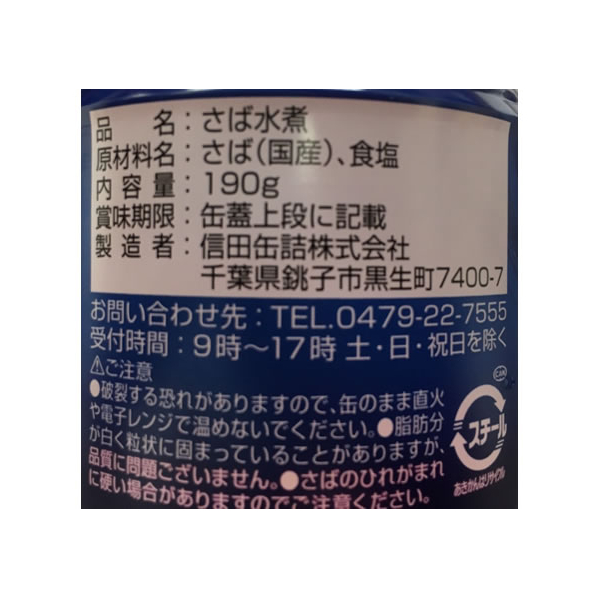 品名：さば水煮
原材料名：さば(国産)、食塩
内容量：190g
賞味期限：缶蓋上段に記載
製造者：信田缶詰株式会社
千葉県銚子市黒生町7400-7
お問い合わせ先：TEL.0479-22-7555
受付時間：9時～17時 土・日・祝日を除く
⚠ご注意
●破裂する恐れがありますので、缶のまま直火
や電子レンジで温めないでください。●脂肪分
が白く粒状に固まっていることがありますが、
品質に問題ございません。●さばのひれがまれ
に硬い場合がありますのでご注意ください。
スチール
あきかんはリサイクル